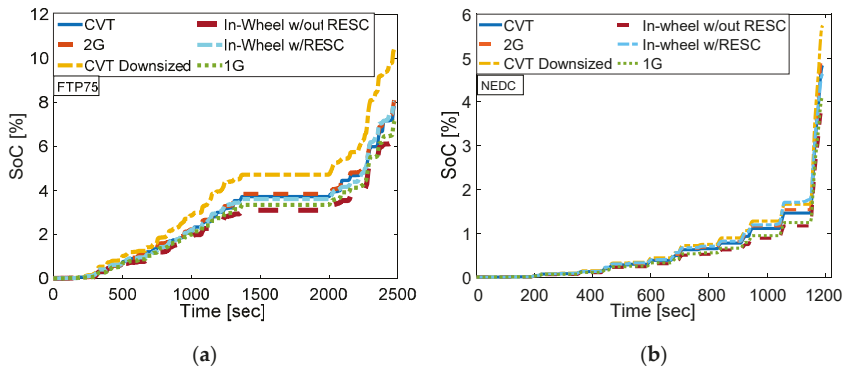 12
10
8
6
4
2
0
SoC [%]
CVT
2G
CVT Downsized
In-Wheel w/out RESC
In-Wheel w/RESC
1G
FTP75
0 500 1000 1500 2000 2500
Time [sec]
(a)
6
5
4
3
2
1
0
SoC [%]
CVT
2G
CVT Downsized
In-wheel w/out RESC
In-wheel w/RESC
1G
NEDC
0 200 400 600 800 1000 1200
Time [sec]
(b)